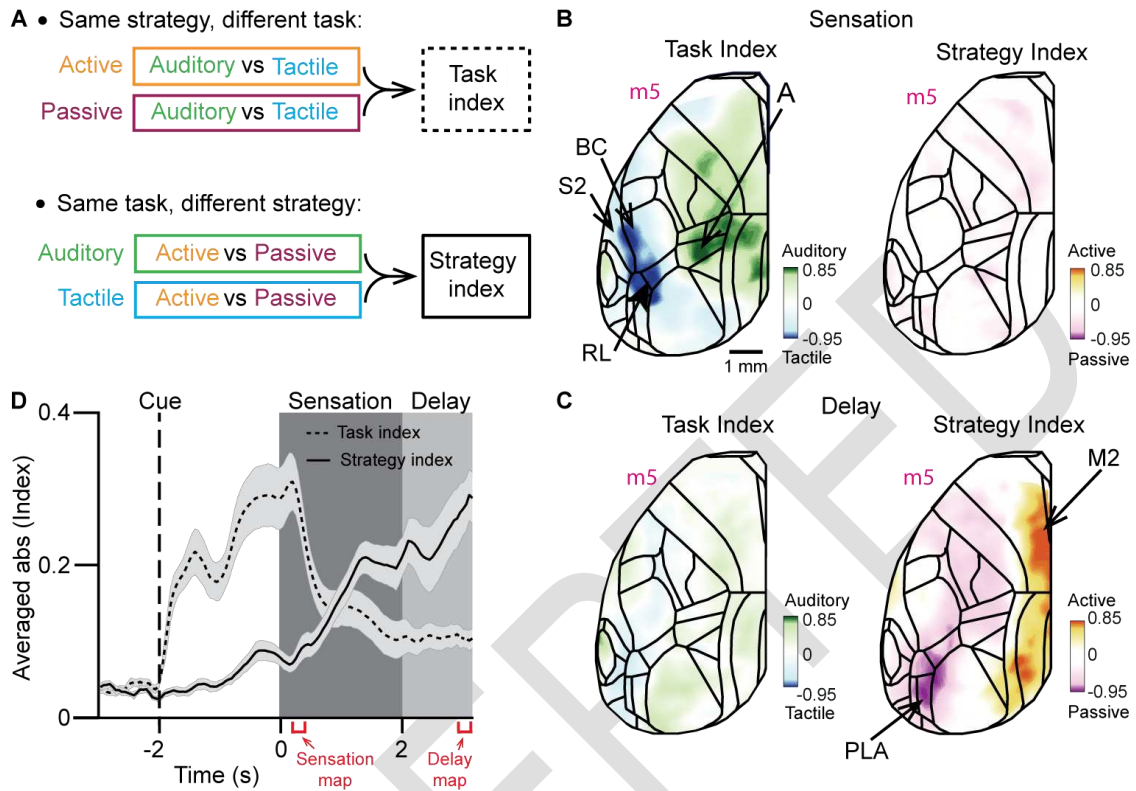 A
• Same strategy, different task:
Active
Auditory vs Tactile
Passive
Auditory vs Tactile
Task
index
• Same task, different strategy:
Auditory
Active vs Passive
Tactile
Active vs Passive
Strategy
index
B
Sensation
Task Index
Strategy Index
m5
A
BC
S2
RL
Auditory
0.85
0
-0.95
Tactile
1 mm
m5
Active
0.85
0
-0.95
Passive
D
Cue
Sensation
Delay
Task index
Strategy index
0.4
0.2
0
Averaged abs (Index)
-2
0
2
Time (s)
Sensation
map
Delay
map
C
Delay
Task Index
Strategy Index
m5
Auditory
0.85
0
-0.95
Tactile
m5
M2
Active
0.85
0
-0.95
Passive
PLA